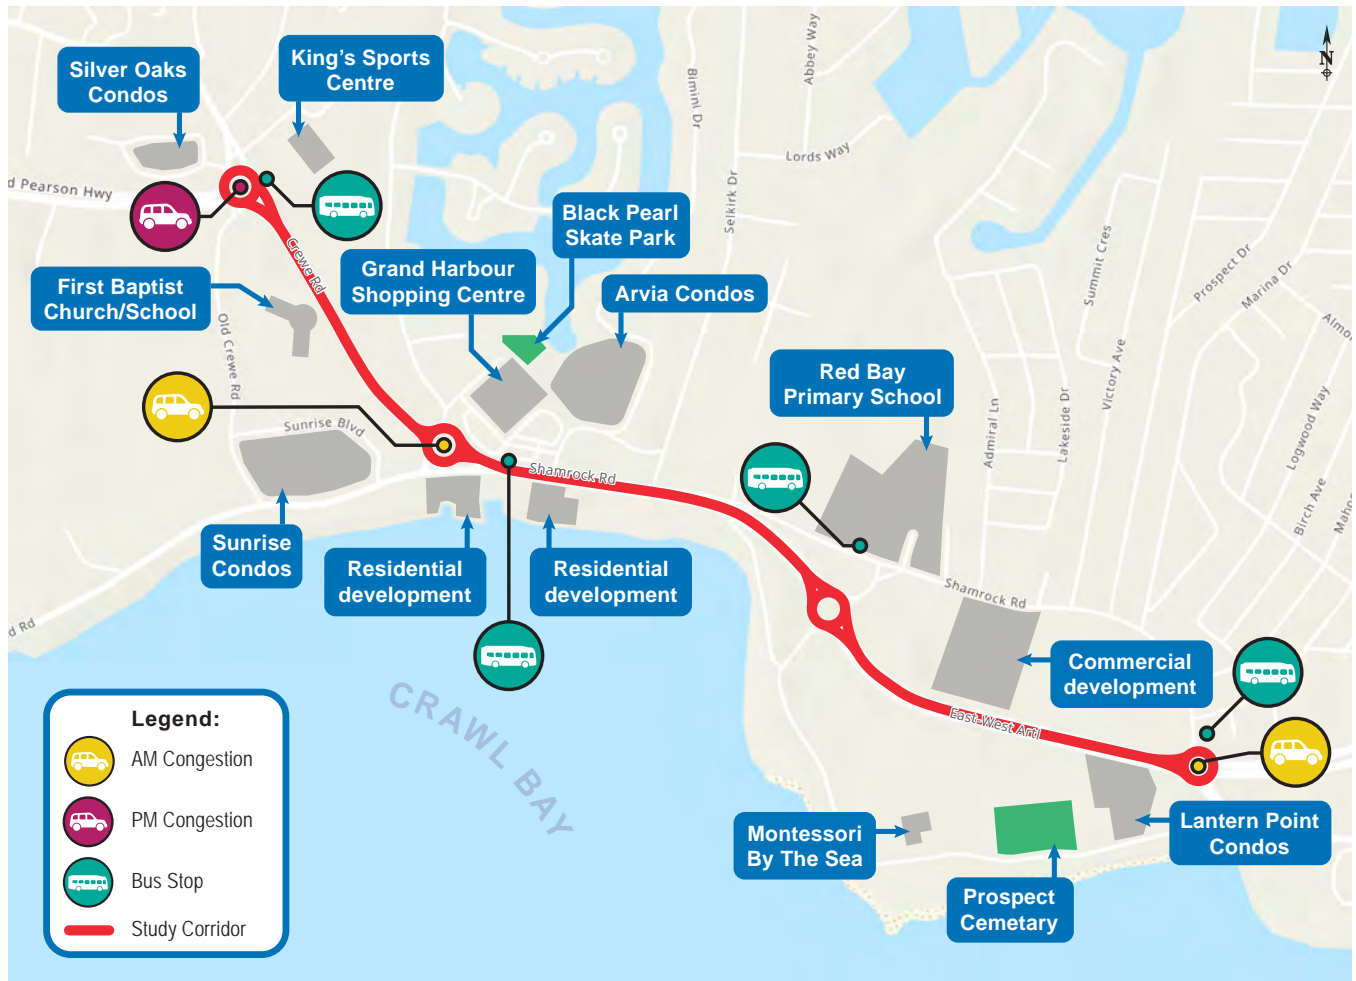 Silver Oaks
Condos
King's Sports
Centre
Abbey Way
N
Bimini Dr
Lords Way
d Pearson Hwy
Selkirk Dr
Black Pearl
Skate Park
Crewe Rd
Grand Harbour
Shopping Centre
Arvia Condos
First Baptist
Church/School
Summit Cres
Prospect Dr
Marina Dr
Almo
Old Crewe Rd
Red Bay
Primary School
Victory Ave
Sunrise Blvd
Admiral Ln
Lakeside Dr
Logwood Way
Shamrock Rd
Birch Ave
Maho
Sunrise
Condos
Residential
development
Residential
development
Shamrock Rd
d Rd
Commercial
development
CRAWL BAY
East-West Artl
Legend:
AM Congestion
PM Congestion
Bus Stop
Study Corridor
Montessori
By The Sea
Prospect
Cemetary
Lantern Point
Condos